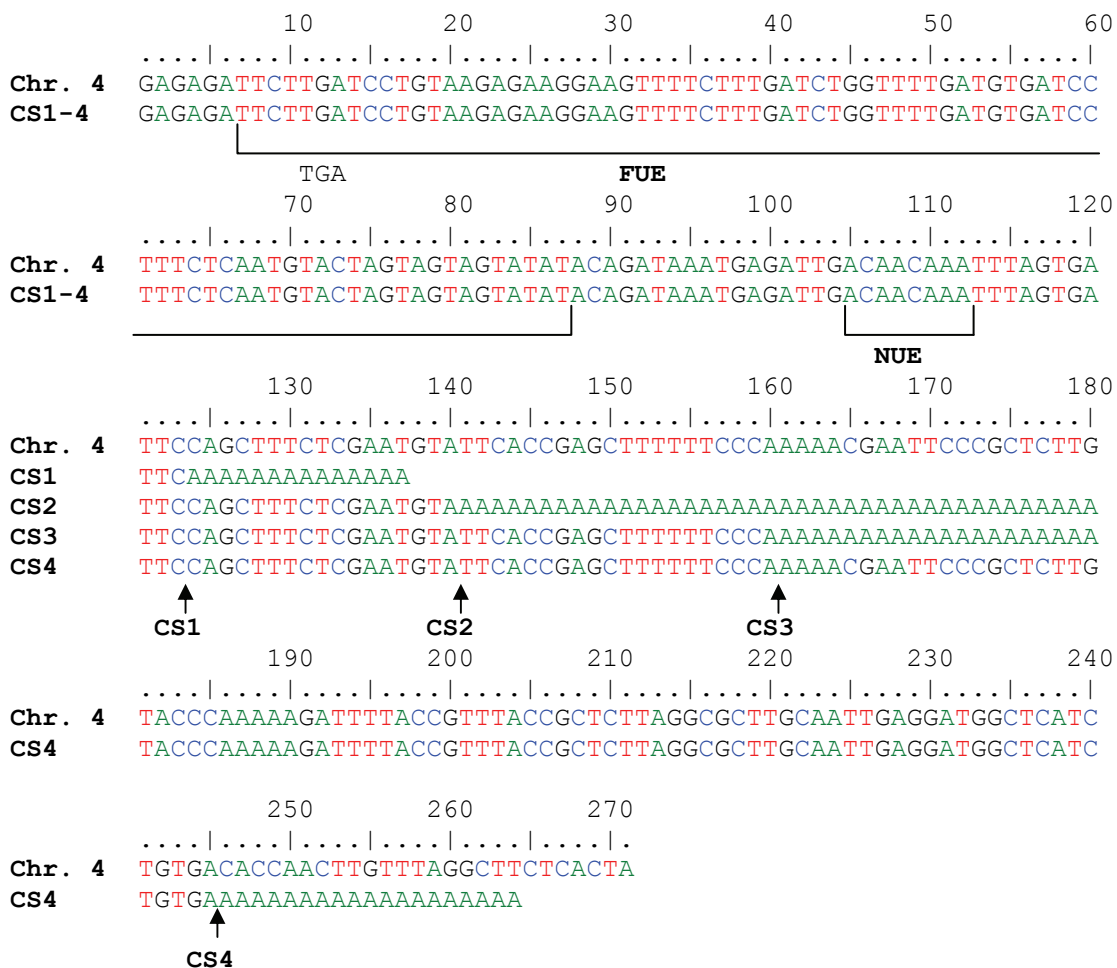 10 20 30 40 50 60
....|....|....|....|....|....|....|....|....|....|....|....|
Chr. 4 GAGAGATTCTTGATCCTGTAAGAGAAGGAAGTTTTCTTTGATCTGGTTTTGATGTGATCC
CS1-4 GAGAGATTCTTGATCCTGTAAGAGAAGGAAGTTTTCTTTGATCTGGTTTTGATGTGATCC
TGA FUE
70 80 90 100 110 120
....|....|....|....|....|....|....|....|....|....|....|....|
Chr. 4 TTTCTCAATGTACTAGTAGTAGTATATACAGATAAATGAGATTGACAACAAATTTAGTGA
CS1-4 TTTCTCAATGTACTAGTAGTAGTATATACAGATAAATGAGATTGACAACAAATTTAGTGA
NUE
130 140 150 160 170 180
....|....|....|....|....|....|....|....|....|....|....|....|
Chr. 4 TTCCAGCTTTCTCGAATGTATTCACCGAGCTTTTTTCCCAAAAACGAATTCCCGCTCTTG
CS1 TTCAAAAAAAAAAAAAA
CS2 TTCCAGCTTTCTCGAATGTAAAAAAAAAAAAAAAAAAAAAAAAAAAAAAAAAAAAAAAAA
CS3 TTCCAGCTTTCTCGAATGTATTCACCGAGCTTTTTTCCCAAAAAAAAAAAAAAAAAAAAA
CS4 TTCCAGCTTTCTCGAATGTATTCACCGAGCTTTTTTCCCAAAAACGAATTCCCGCTCTTG
CS1 CS2 CS3
190 200 210 220 230 240
....|....|....|....|....|....|....|....|....|....|....|....|
Chr. 4 TACCCAAAAAGATTTTACCGTTTACCGCTCTTAGGCGCTTGCAATTGAGGATGGCTCATC
CS4 TACCCAAAAAGATTTTACCGTTTACCGCTCTTAGGCGCTTGCAATTGAGGATGGCTCATC
250 260 270
....|....|....|....|....|....|.
Chr. 4 TGTGACACCAACTTGTTTAGGCTTCTCACTA
CS4 TGTGAAAAAAAAAAAAAAAAAAAA
CS4